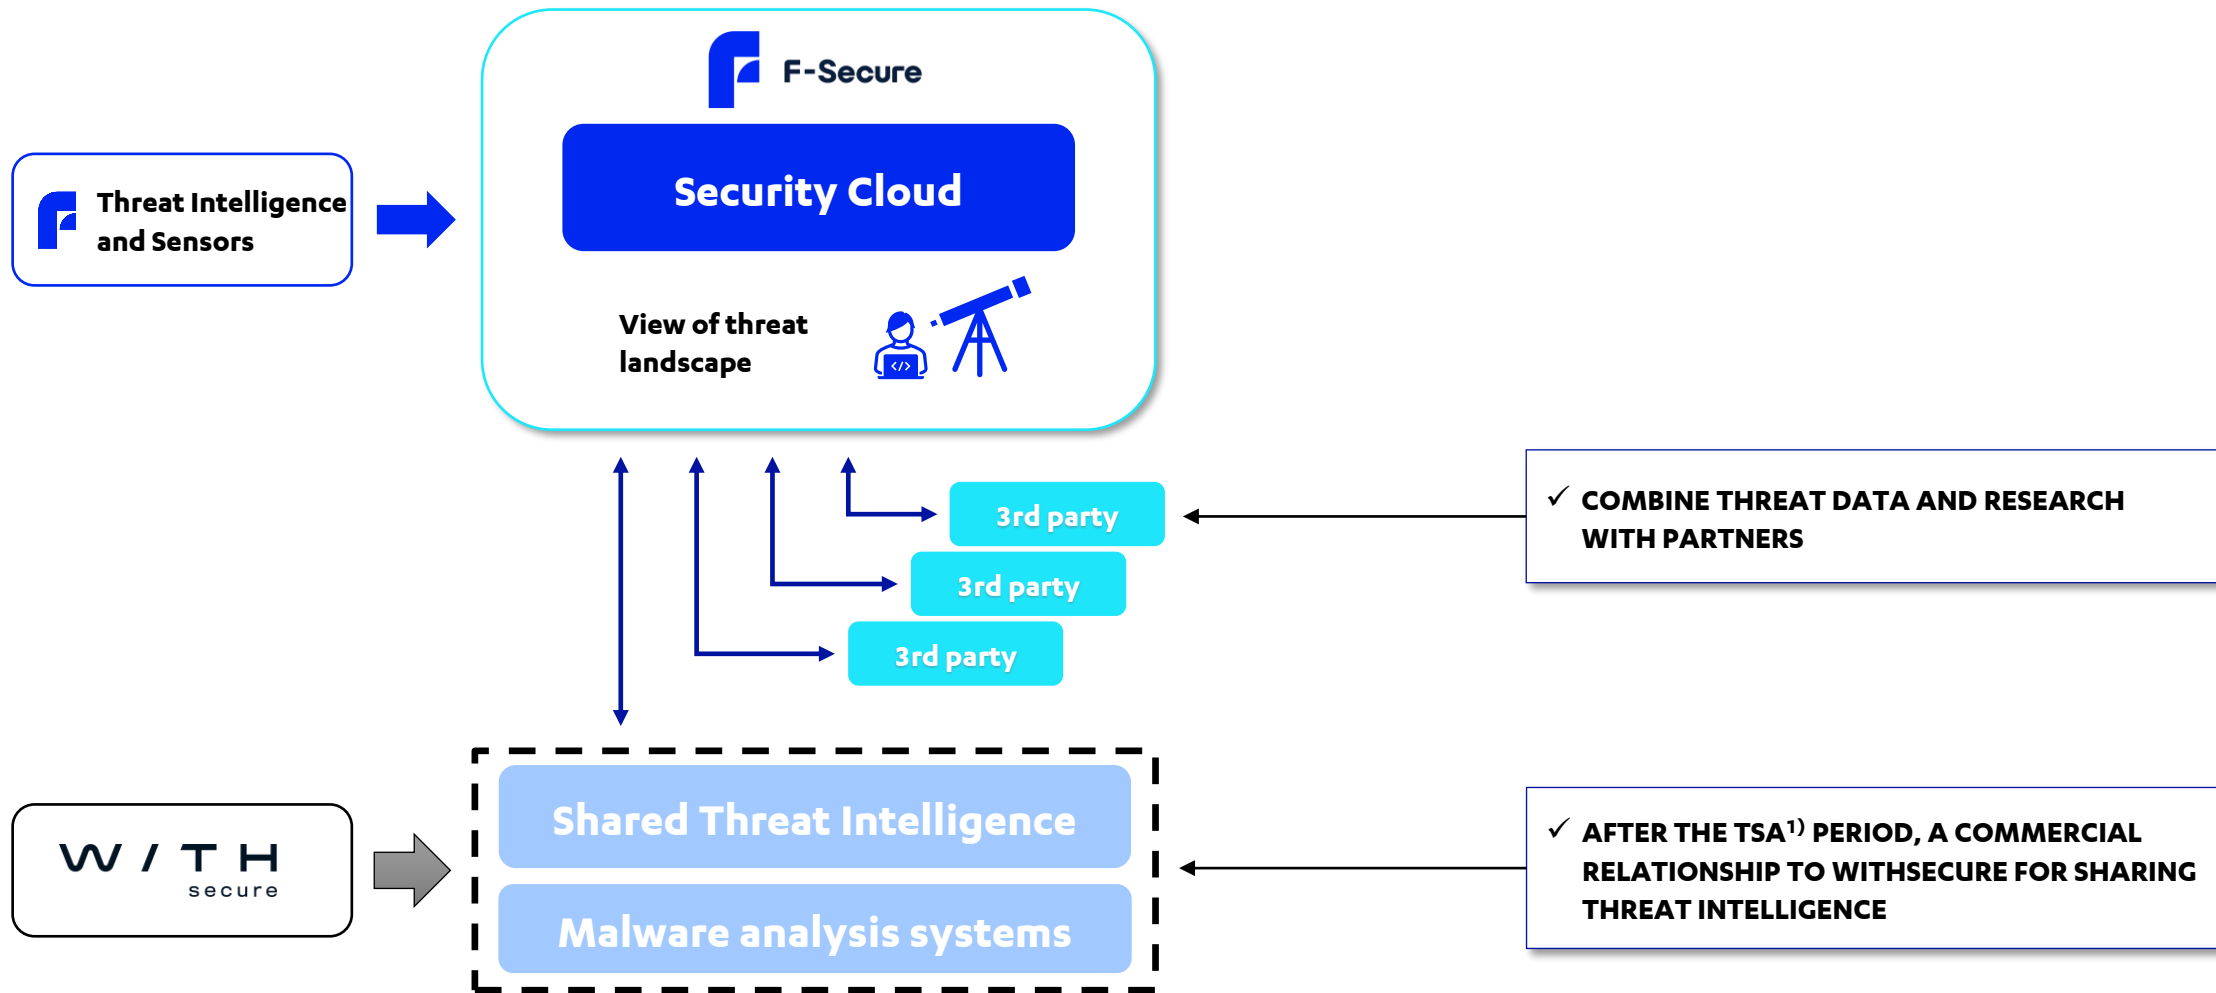 F-Secure
Security Cloud
Threat Intelligence
and Sensors
View of threat
landscape
</>
3rd party
3rd party
3rd party
✓ COMBINE THREAT DATA AND RESEARCH
WITH PARTNERS
Shared Threat Intelligence
Malware analysis systems
W / T H
secure
✓ AFTER THE TSA¹⁾ PERIOD, A COMMERCIAL
RELATIONSHIP TO WITHSECURE FOR SHARING
THREAT INTELLIGENCE